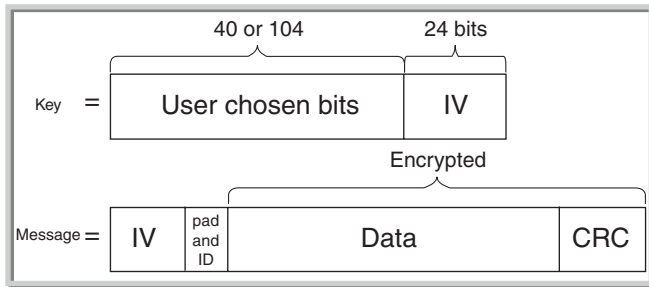 40 or 104 24 bits
Key = User chosen bits IV
Encrypted
Message = IV pad and ID Data CRC